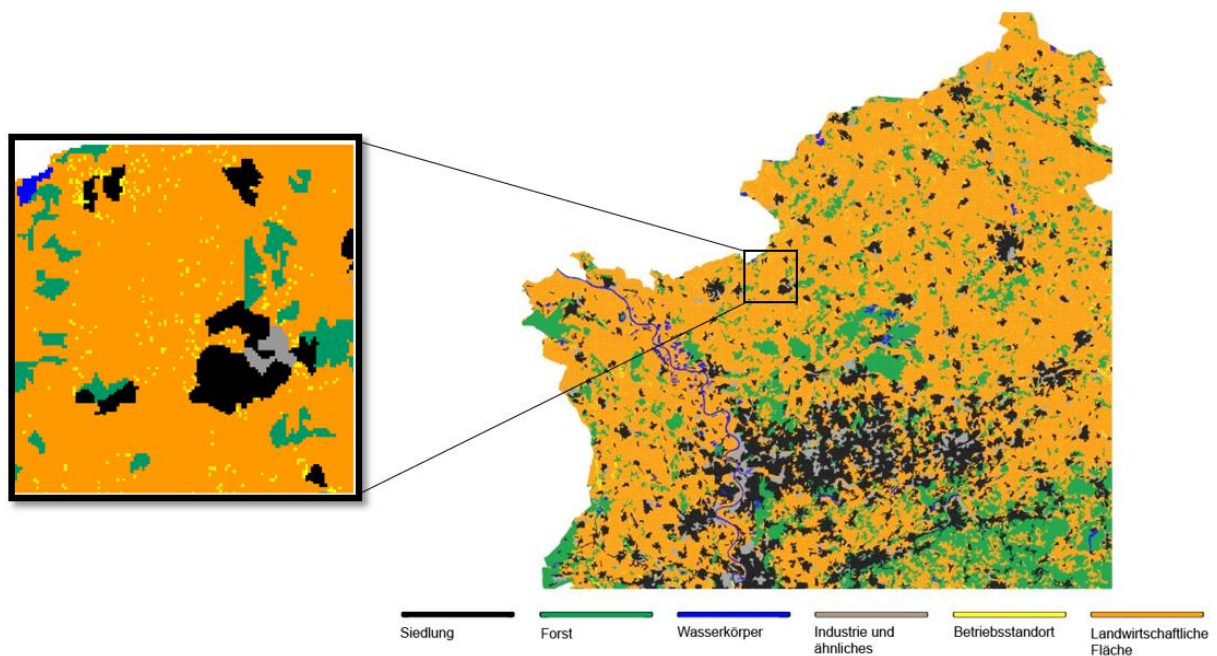 Siedlung
Forst
Wasserkörper
Industrie und
ähnliches
Betriebsstandort
Landwirtschaftliche
Fläche